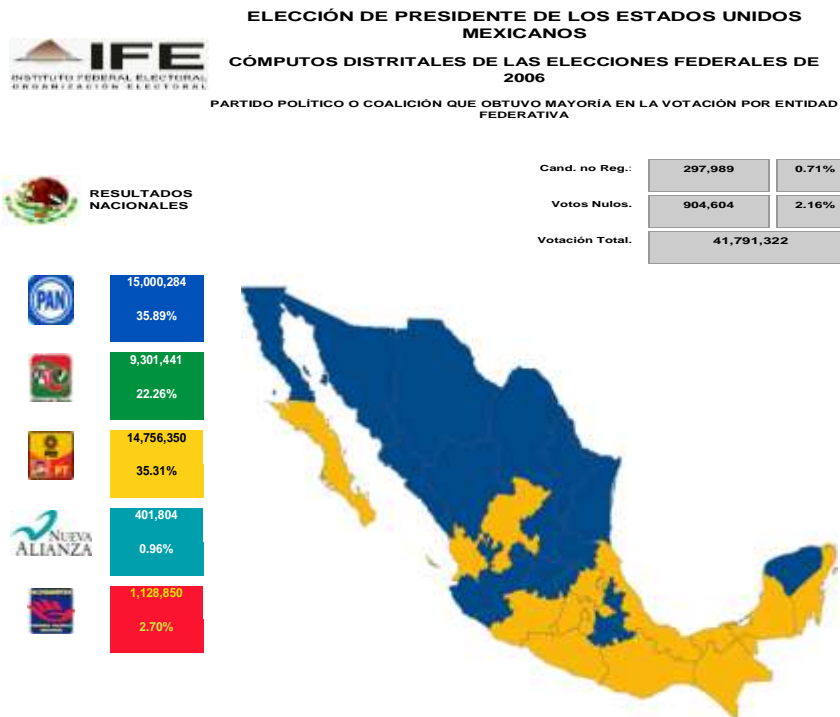 ELECCIÓN DE PRESIDENTE DE LOS ESTADOS UNIDOS
MEXICANOS
IFE
INSTITUTO FEDERAL ELECTORAL
ORGANIZACIÓN ELECTORAL
CÓMPUTOS DISTRITALES DE LAS ELECCIONES FEDERALES DE
2006
PARTIDO POLÍTICO O COALICIÓN QUE OBTUVO MAYORÍA EN LA VOTACIÓN POR ENTIDAD
FEDERATIVA
RESULTADOS
NACIONALES
Cand. no Reg.: 297,989 0.71%
Votos Nulos. 904,604 2.16%
Votación Total. 41,791,322
PAN
15,000,284
35.89%
9,301,441
22.26%
14,756,350
PT
35.31%
NUEVA
ALIANZA
401,804
0.96%
1,128,850
2.70%